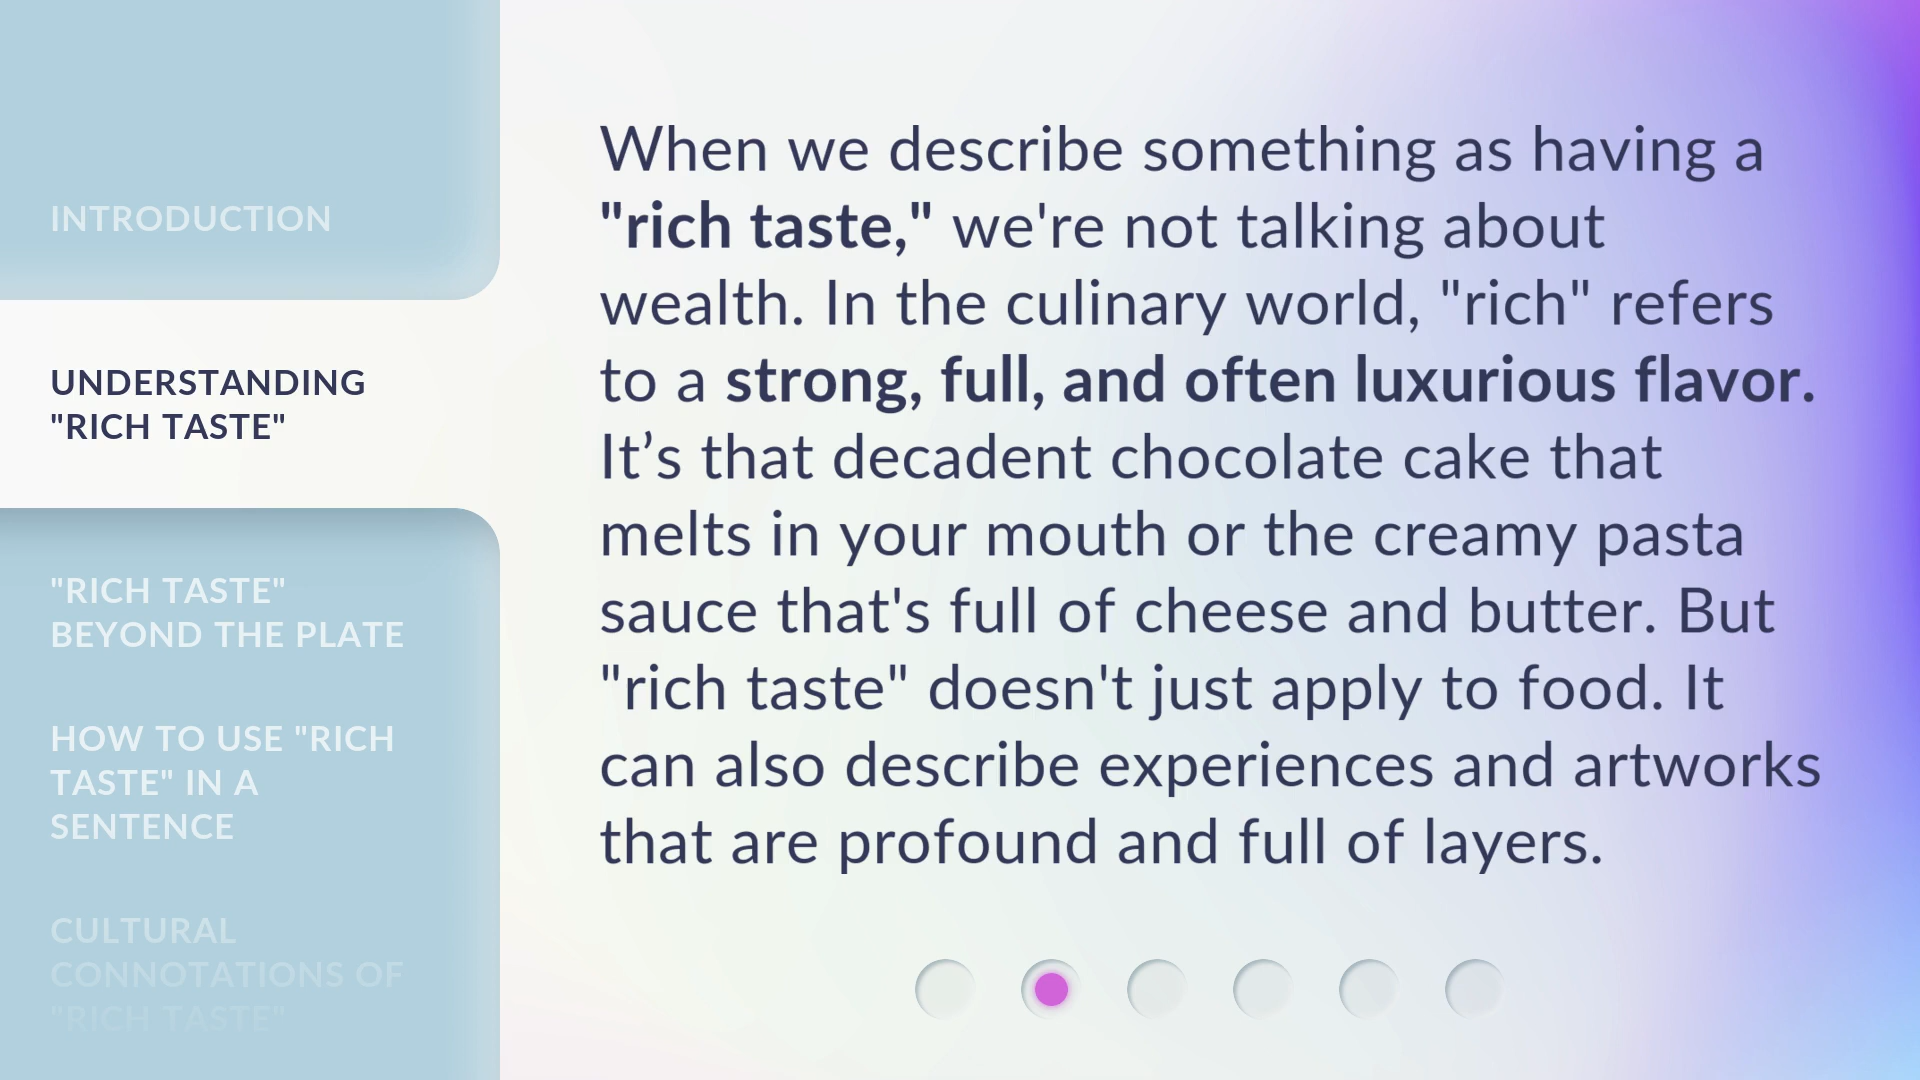 INTRODUCTION
UNDERSTANDING
"RICH TASTE"
"RICH TASTE"
BEYOND THE PLATE
HOW TO USE "RICH
TASTE" IN A
SENTENCE
CULTURAL
CONNOTATIONS OF
"RICH TASTE"
When we describe something as having a
"rich taste," we're not talking about
wealth. In the culinary world, "rich" refers
to a strong, full, and often luxurious flavor.
It’s that decadent chocolate cake that
melts in your mouth or the creamy pasta
sauce that's full of cheese and butter. But
"rich taste" doesn't just apply to food. It
can also describe experiences and artworks
that are profound and full of layers.